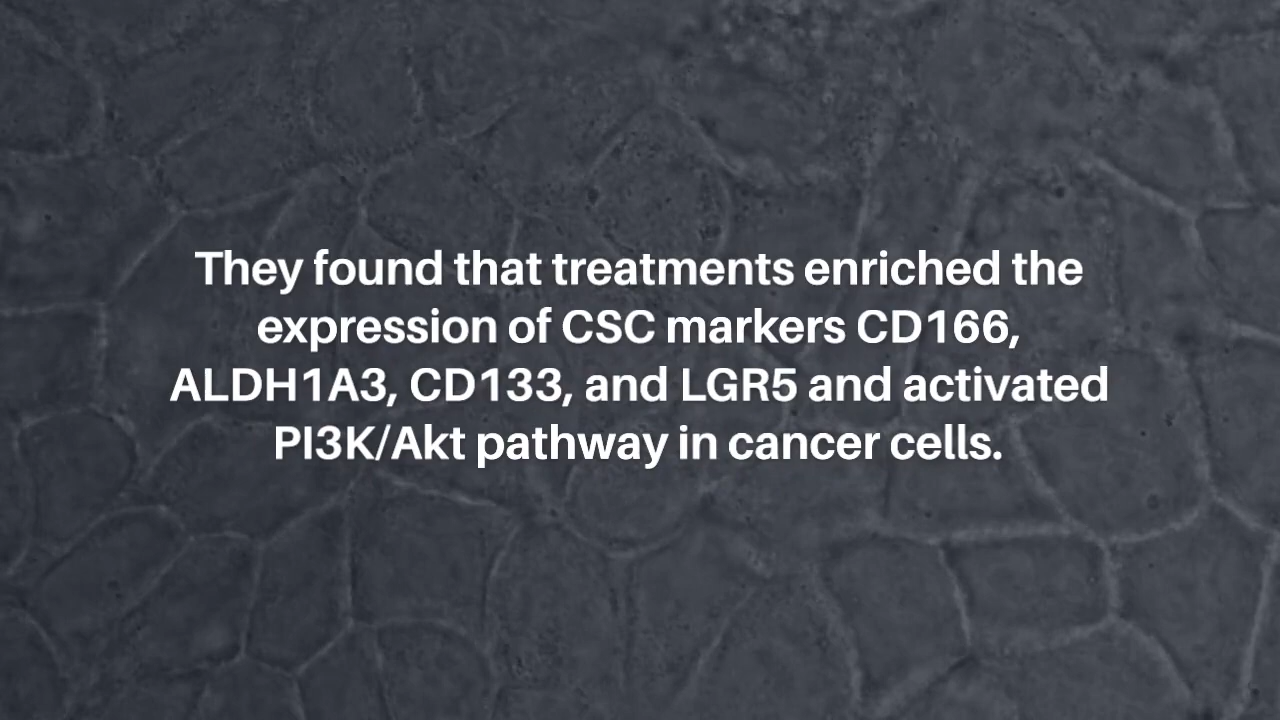 They found that treatments enriched the
expression of CSC markers CD166,
ALDH1A3, CD133, and LGR5 and activated
PI3K/Akt pathway in cancer cells.